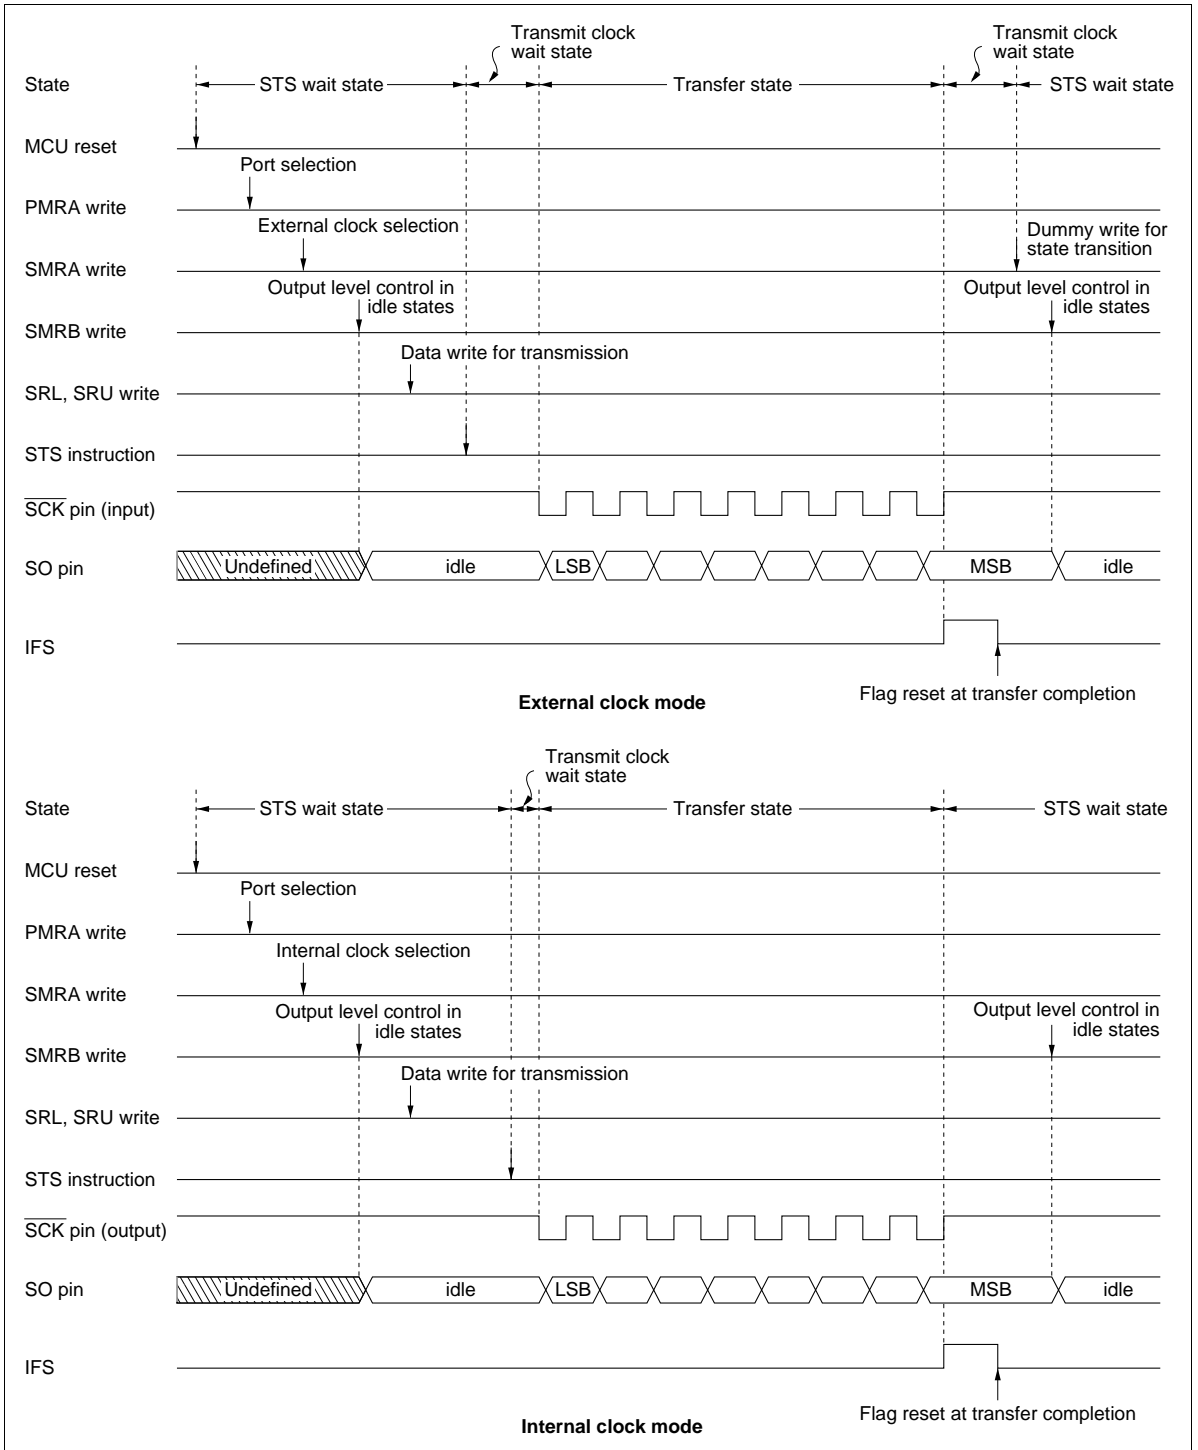 Transmit clock
wait state
Transmit clock
wait state
State
STS wait state
Transfer state
STS wait state
MCU reset
Port selection
PMRA write
External clock selection
Dummy write for
state transition
SMRA write
Output level control in
idle states
Output level control in
idle states
SMRB write
Data write for transmission
SRL, SRU write
STS instruction
SCK pin (input)
SO pin
Undefined
idle
LSB
MSB
idle
IFS
Flag reset at transfer completion
External clock mode
Transmit clock
wait state
State
STS wait state
Transfer state
STS wait state
MCU reset
Port selection
PMRA write
Internal clock selection
SMRA write
Output level control in
idle states
Output level control in
idle states
SMRB write
Data write for transmission
SRL, SRU write
STS instruction
SCK pin (output)
SO pin
Undefined
idle
LSB
MSB
idle
IFS
Flag reset at transfer completion
Internal clock mode